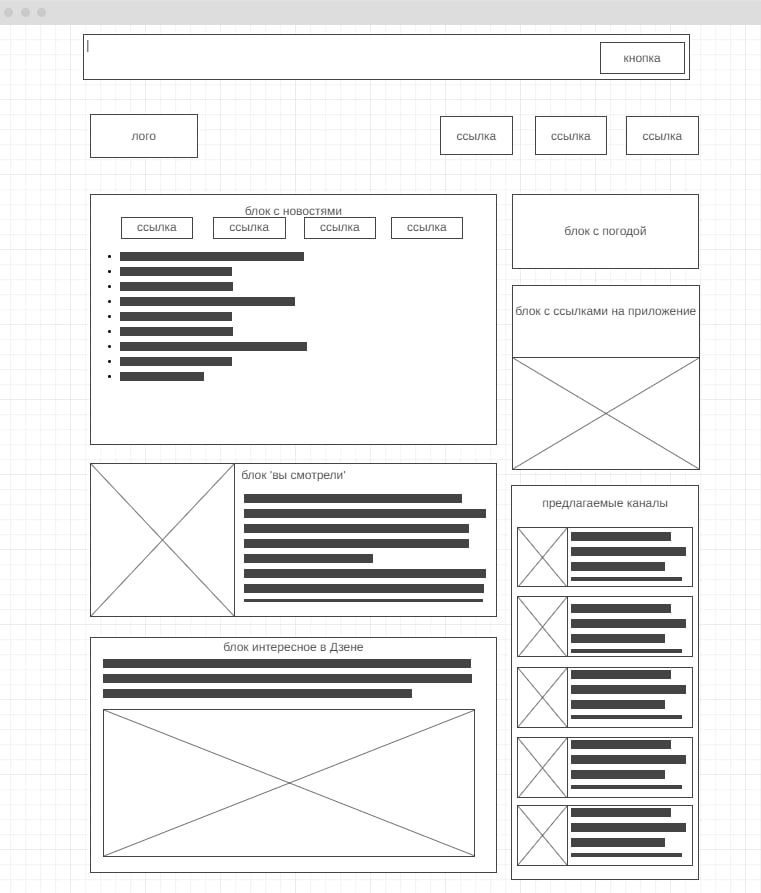 кнопка
лого
ссылка
ссылка
ссылка
блок с новостями
ссылка
ссылка
ссылка
ссылка
блок с погодой
блок с ссылками на приложение
блок 'вы смотрели'
предлагаемые каналы
блок интересное в Дзене